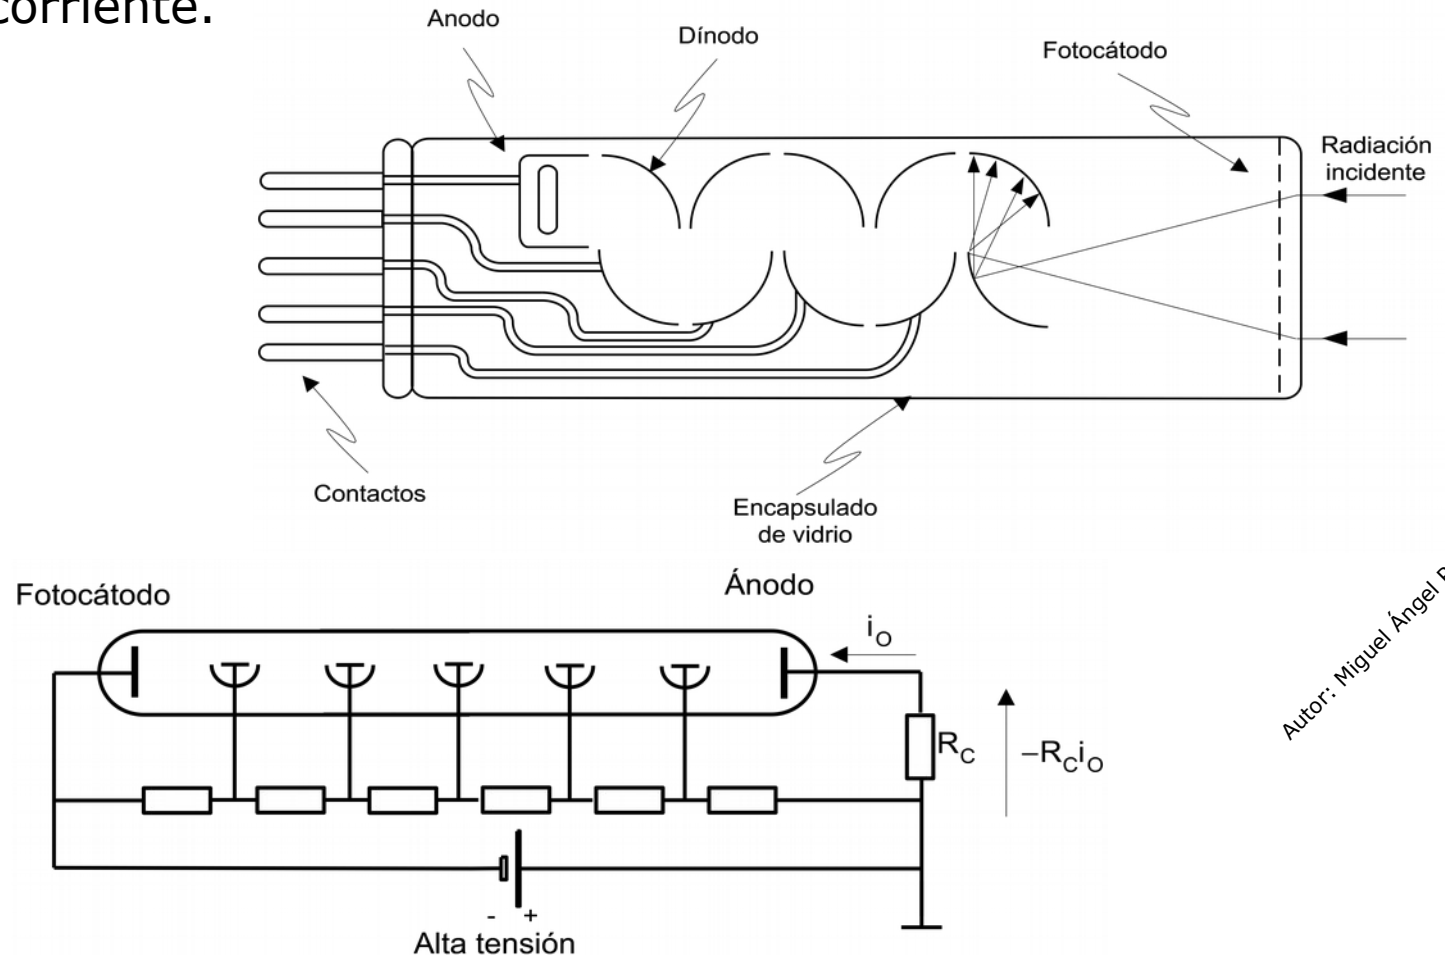 corriente.
Anodo
Dínodo
Fotocátodo
Radiación
incidente
Contactos
Encapsulado
de vidrio
Fotocátodo
Ánodo
iO
RC
–RCiO
- +
Alta tensión
Autor: Miguel Ángel